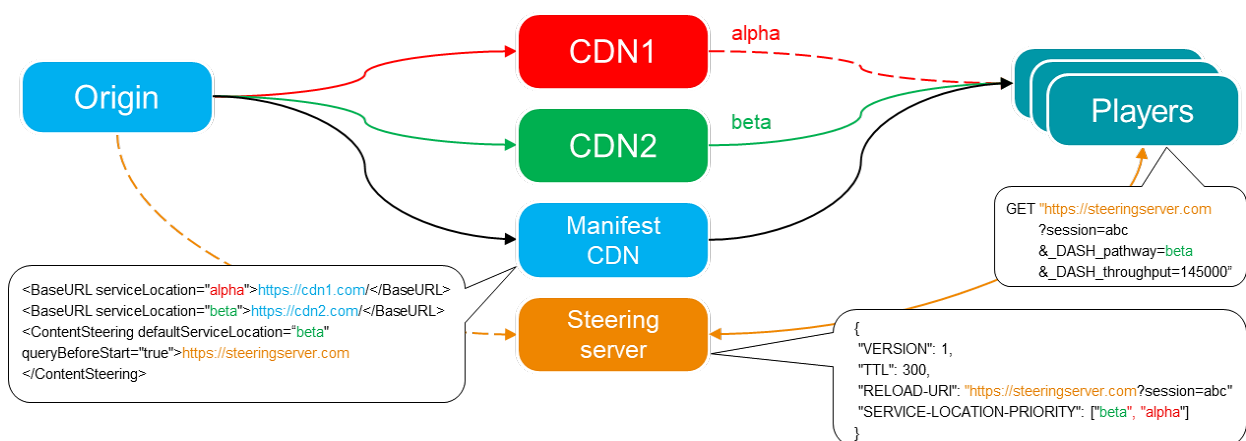 CDN1
alpha
Origin
Players
CDN2
beta
Manifest
CDN
GET "https://steeringserver.com
?session=abc
&_DASH_pathway=beta
&_DASH_throughput=145000”
<BaseURL serviceLocation="alpha">https://cdn1.com/</BaseURL>
<BaseURL serviceLocation="beta">https://cdn2.com/</BaseURL>
<ContentSteering defaultServiceLocation=“beta"
queryBeforeStart="true">https://steeringserver.com
</ContentSteering>
Steering
server
{
"VERSION": 1,
"TTL": 300,
"RELOAD-URI": "https://steeringserver.com?session=abc"
"SERVICE-LOCATION-PRIORITY": ["beta", "alpha"]
}